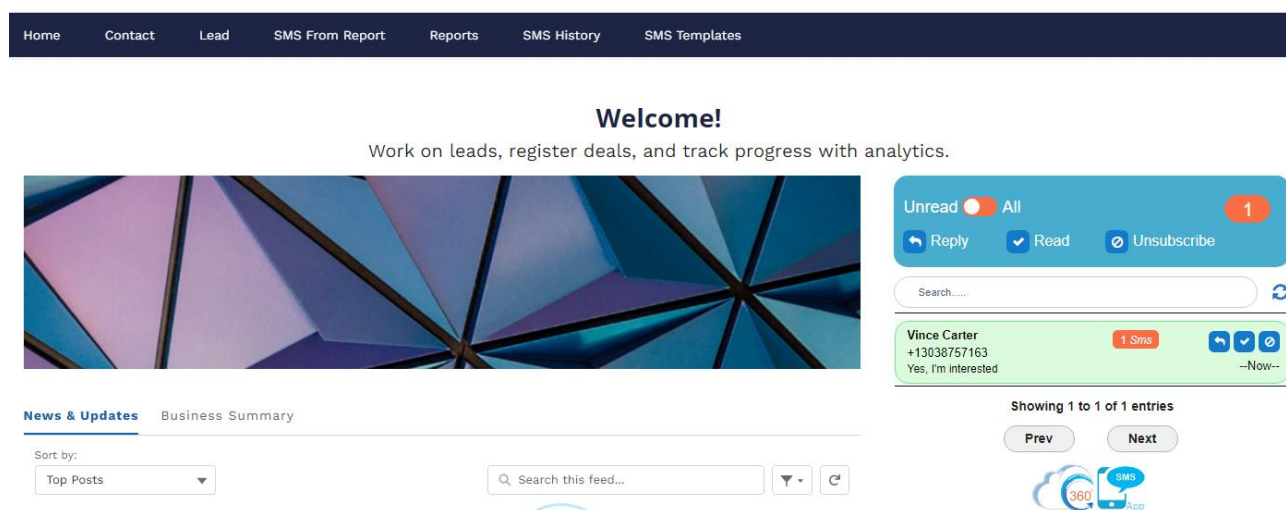 Home Contact Lead SMS From Report Reports SMS History SMS Templates
Welcome!
Work on leads, register deals, and track progress with analytics.
Unread All 1
Reply Read Unsubscribe
Search.....
Vince Carter 1 Sms
+13038757163
Yes, I'm interested --Now--
Showing 1 to 1 of 1 entries
Prev Next
360 SMS
App
News & Updates Business Summary
Sort by:
Top Posts Search this feed...